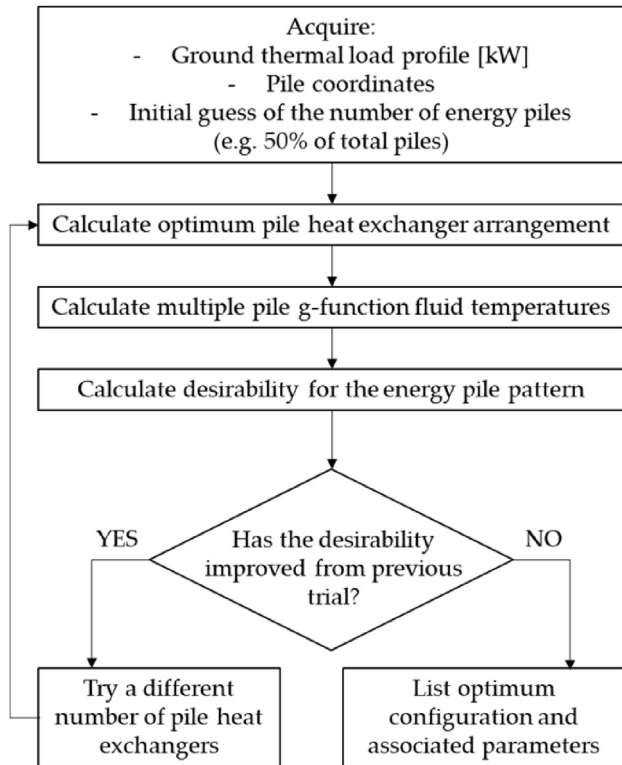 Acquire:
- Ground thermal load profile [kW]
- Pile coordinates
- Initial guess of the number of energy piles
(e.g. 50% of total piles)
Calculate optimum pile heat exchanger arrangement
Calculate multiple pile g-function fluid temperatures
Calculate desirability for the energy pile pattern
YES
Has the desirability
improved from previous
trial?
NO
Try a different
number of pile heat
exchangers
List optimum
configuration and
associated parameters